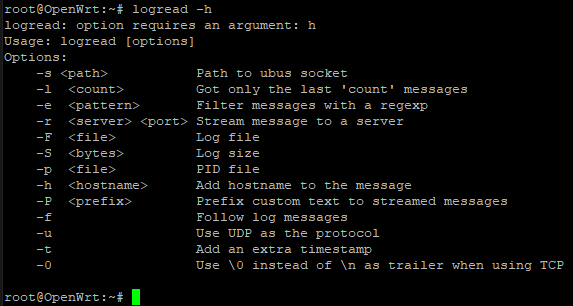 root@OpenWrt:~# logread -h
logread: option requires an argument: h
Usage: logread [options]
Options:
    -s <path>           Path to ubus socket
    -l  <count>         Got only the last 'count' messages
    -e  <pattern>       Filter messages with a regexp
    -r  <server> <port> Stream message to a server
    -F  <file>          Log file
    -S  <bytes>         Log size
    -p  <file>          PID file
    -h  <hostname>      Add hostname to the message
    -P  <prefix>        Prefix custom text to streamed messages
    -f                  Follow log messages
    -u                  Use UDP as the protocol
    -t                  Add an extra timestamp
    -0                  Use \0 instead of \n as trailer when using TCP
root@OpenWrt:~#